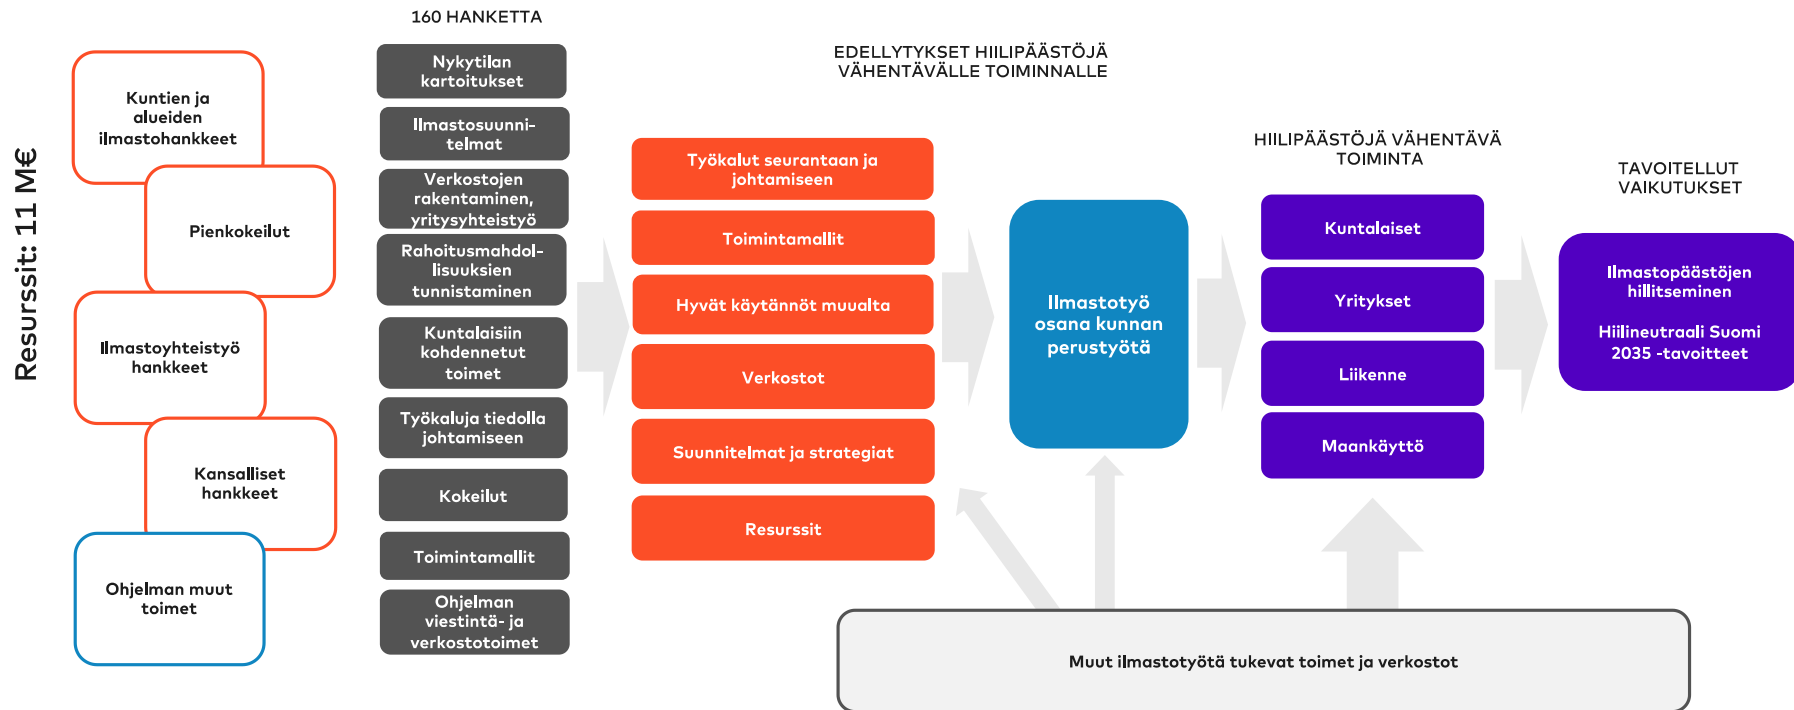 Resurssit: 11 M€
Kuntien ja
alueiden
ilmastohankkeet
Pienkokeilut
Ilmastoyhteistyö
hankkeet
Kansalliset
hankkeet
Ohjelman muut
toimet
160 HANKETTA
Nykytilan
kartoitukset
Ilmastosuunni-
telmat
Verkostojen
rakentaminen,
yritysyhteistyö
Rahoitusmahdol-
lisuuksien
tunnistaminen
Kuntalaisiin
kohdennetut
toimet
Työkaluja tiedolla
johtamiseen
Kokeilut
Toimintamallit
Ohjelman
viestintä- ja
verkostotoimet
EDELLYTYKSET HIILIPÄÄSTÖJÄ
VÄHENTÄVÄLLE TOIMINNALLE
Työkalut seurantaan ja
johtamiseen
Toimintamallit
Hyvät käytännöt muualta
Verkostot
Suunnitelmat ja strategiat
Resurssit
Ilmastotyö
osana kunnan
perustyötä
HIILIPÄÄSTÖJÄ VÄHENTÄVÄ
TOIMINTA
Kuntalaiset
Yritykset
Liikenne
Maankäyttö
TAVOITELLUT
VAIKUTUKSET
Ilmastopäästöjen
hillitseminen
Hiilineutraali Suomi
2035 -tavoitteet
Muut ilmastotyötä tukevat toimet ja verkostot